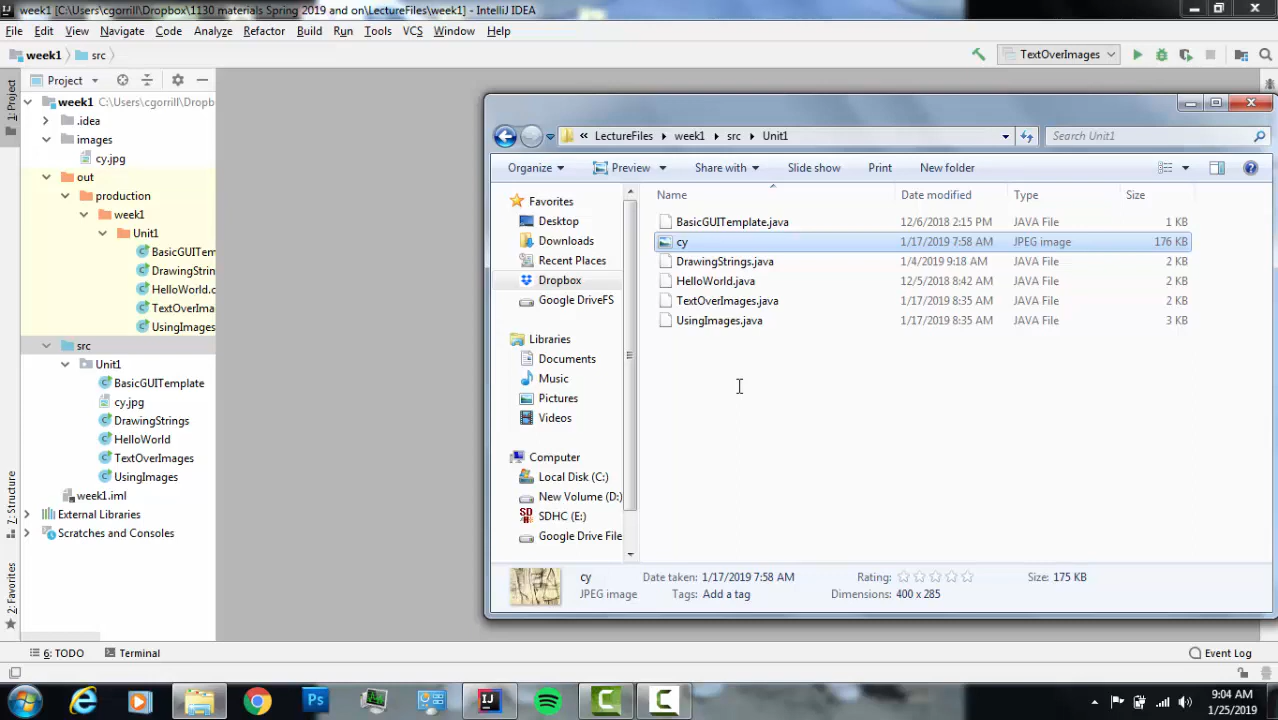 week1 [C:\Users\cgorrill\Dropbox\1130 materials Spring 2019 and on\LectureFiles\week1] - IntelliJ IDEA
File Edit View Navigate Code Analyze Refactor Build Run Tools VCS Window Help
week1 src TextOverImages
1: Project
Project
week1 C:\Users\cgorrill\Dropb
.idea
images
cy.jpg
out
production
week1
Unit1
BasicGUITem
DrawingStrin
HelloWorld.c
TextOverIma
UsingImages
src
Unit1
BasicGUITemplate
cy.jpg
DrawingStrings
HelloWorld
TextOverImages
UsingImages
week1.iml
External Libraries
Scratches and Consoles
7: Structure
2: Favorites
« LectureFiles week1 src Unit1 Search Unit1
Organize Preview Share with Slide show Print New folder
Favorites
Desktop
Downloads
Recent Places
Dropbox
Google DriveFS
Libraries
Documents
Music
Pictures
Videos
Computer
Local Disk (C:)
New Volume (D:)
SDHC (E:)
Google Drive File
Name Date modified Type Size
BasicGUITemplate.java 12/6/2018 2:15 PM JAVA File 1 KB
cy 1/17/2019 7:58 AM JPEG image 176 KB
DrawingStrings.java 1/4/2019 9:18 AM JAVA File 2 KB
HelloWorld.java 12/5/2018 8:42 AM JAVA File 2 KB
TextOverImages.java 1/17/2019 8:35 AM JAVA File 2 KB
UsingImages.java 1/17/2019 8:35 AM JAVA File 3 KB
cy Date taken: 1/17/2019 7:58 AM Rating: Size: 175 KB
JPEG image Tags: Add a tag Dimensions: 400 x 285
6: TODO Terminal Event Log
Ps
9:04 AM
1/25/2019